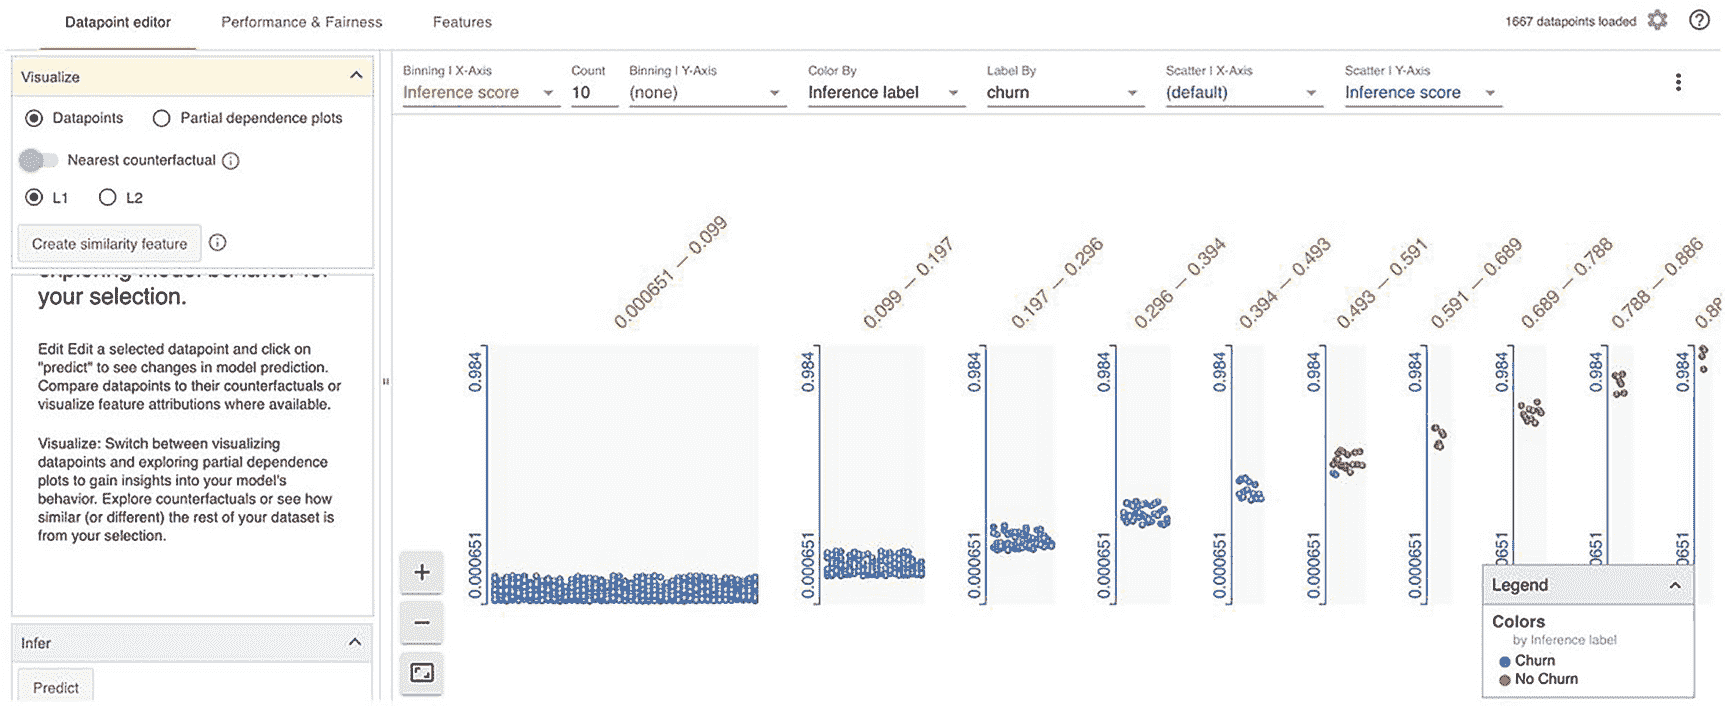 Datapoint editor
Performance & Fairness
Features
1667 datapoints loaded
Visualize
Datapoints
Partial dependence plots
Nearest counterfactual
L1
L2
Create similarity feature
exploring model behavior for
your selection.
Edit Edit a selected datapoint and click on
"predict" to see changes in model prediction.
Compare datapoints to their counterfactuals or
visualize feature attributions where available.
Visualize: Switch between visualizing
datapoints and exploring partial dependence
plots to gain insights into your model's
behavior. Explore counterfactuals or see how
similar (or different) the rest of your dataset is
from your selection.
Infer
Predict
Binning | X-Axis
Inference score
Count
10
Binning | Y-Axis
(none)
Color By
Inference label
Label By
churn
Scatter | X-Axis
(default)
Scatter | Y-Axis
Inference score
0.000651 — 0.099
0.099 — 0.197
0.197 — 0.296
0.296 — 0.394
0.394 — 0.493
0.493 — 0.591
0.591 — 0.689
0.689 — 0.788
0.788 — 0.886
0.984
0.984
0.984
0.984
0.984
0.984
0.984
0.984
0.984
0.984
0.000651
0.000651
0.000651
0.000651
0.000651
0.000651
0.000651
Legend
Colors
by Inference label
Churn
No Churn